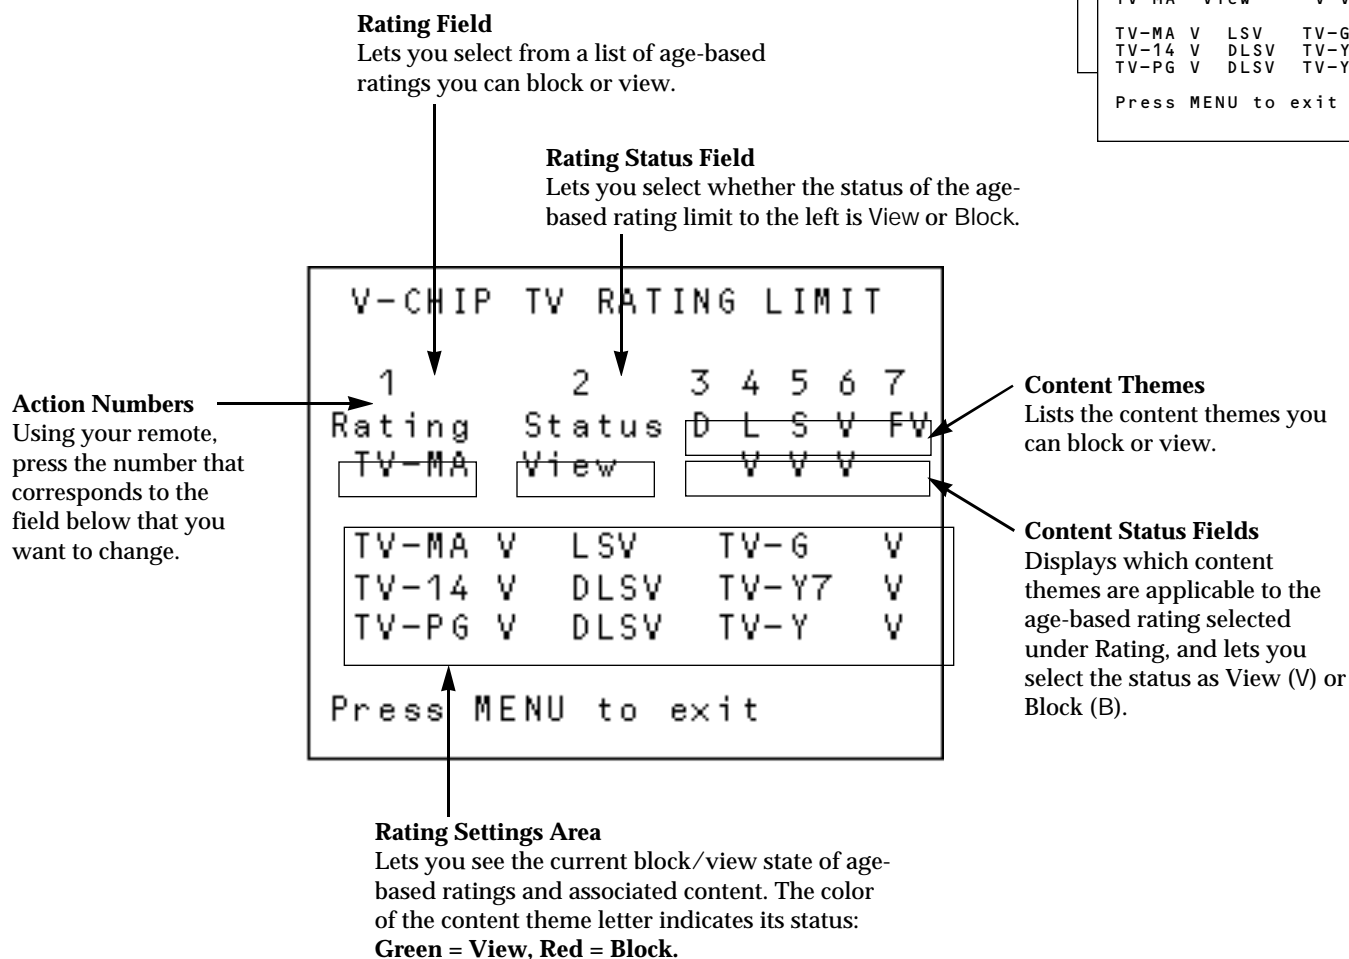 Rating Field
Lets you select from a list of age-based
ratings you can block or view.
TV-MA V LSV
TV-14 V DLSV
TV-PG V DLSV
Press MENU to exit
Rating Status Field
Lets you select whether the status of the age-
based rating limit to the left is View or Block.
V-CHIP TV RATING LIMIT
1 2 3 4 5 6 7
Rating Status D L S V FV
TV-MA View V V V
TV-MA V LSV TV-G V
TV-14 V DLSV TV-Y7 V
TV-PG V DLSV TV-Y V
Press MENU to exit
Action Numbers
Using your remote,
press the number that
corresponds to the
field below that you
want to change.
Content Themes
Lists the content themes you
can block or view.
Content Status Fields
Displays which content
themes are applicable to the
age-based rating selected
under Rating, and lets you
select the status as View (V) or
Block (B).
Rating Settings Area
Lets you see the current block/view state of age-
based ratings and associated content. The color
of the content theme letter indicates its status:
Green = View, Red = Block.